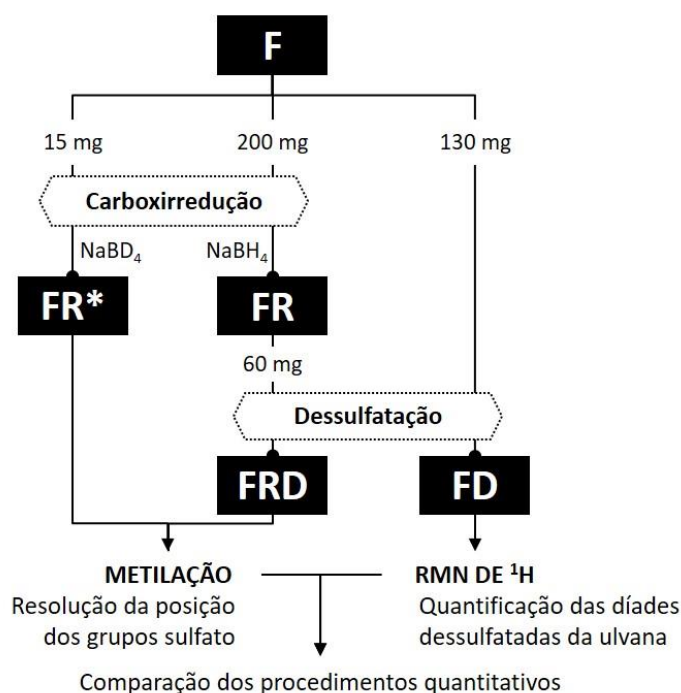 F
15 mg 200 mg 130 mg
Carboxirredução
NaBD₄ NaBH₄
FR* FR
60 mg
Dessulfatação
FRD FD
METILAÇÃO RMN DE ¹H
Resolução da posição Quantificação das díades
dos grupos sulfato dessulfatadas da ulvana
Comparação dos procedimentos quantitativos